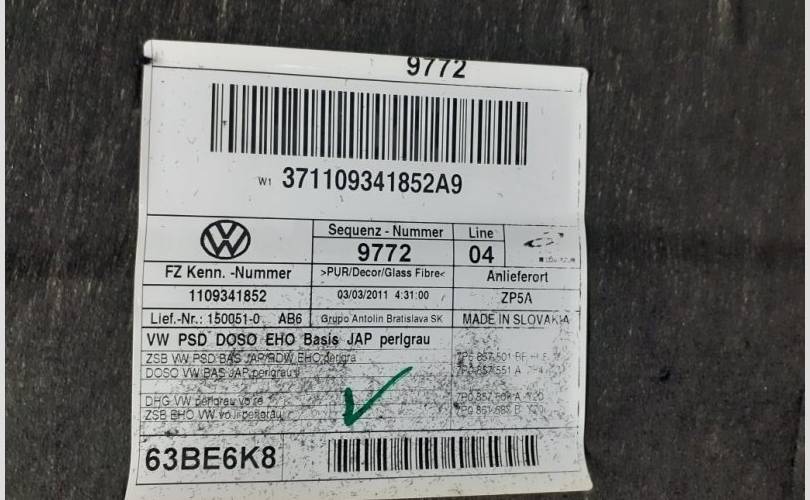 9772
W1 371109341852A9
Sequenz - Nummer Line
9772 04
FZ Kenn. -Nummer >PUR/Decor/Glass Fibre< Anlieferort
1109341852 03/03/2011 4:31:00 ZP5A
Lief.-Nr.: 150051-0 AB6 Grupo Antolin Bratislava SK MADE IN SLOVAKIA
VW PSD DOSO EHO Basis JAP perlgrau
ZSB VW PSD BAS JAP/RDW EHO perlgra
DOSO VW BAS JAP perlgrau
DHG VW perlgrau vo re
ZSB EHO VW vo perlgrau
63BE6K8